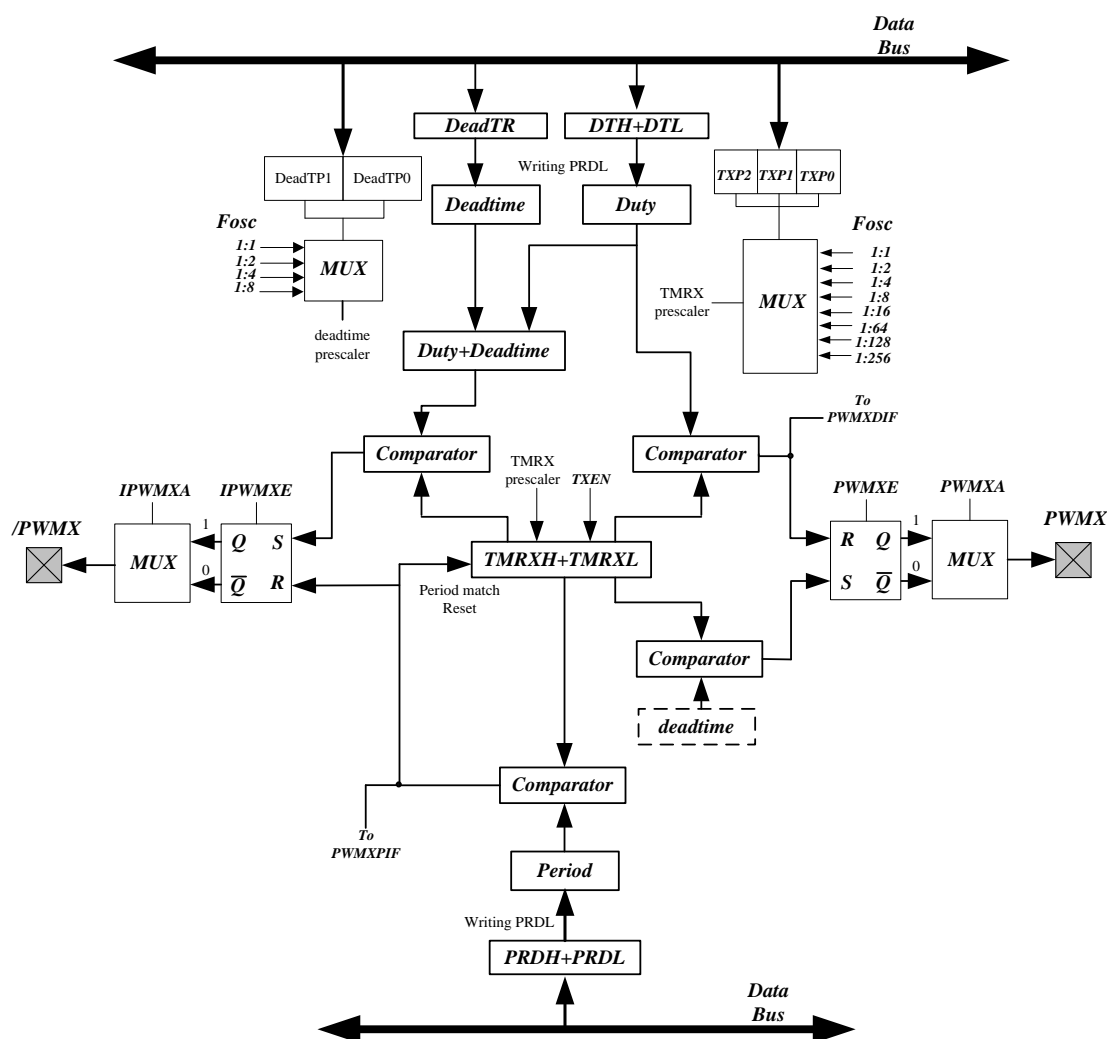 Data
Bus
DeadTR
DTH+DTL
Writing PRDL
DeadTP1
DeadTP0
TXP2
TXP1
TXP0
Deadtime
Duty
Fosc
1:1
1:2
1:4
1:8
MUX
deadtime
prescaler
Fosc
1:1
1:2
1:4
1:8
1:16
1:64
1:128
1:256
MUX
TMRX
prescaler
Duty+Deadtime
To
PWMXDIF
Comparator
Comparator
TMRX
prescaler
TXEN
IPWMXA
IPWMXE
PWMXE
PWMXA
/PWMX
PWMX
MUX
1
0
Q
S
Q
R
TMRXH+TMRXL
Period match
Reset
R
Q
S
Q
1
0
MUX
Comparator
deadtime
Comparator
To
PWMXPIF
Period
Writing PRDL
PRDH+PRDL
Data
Bus